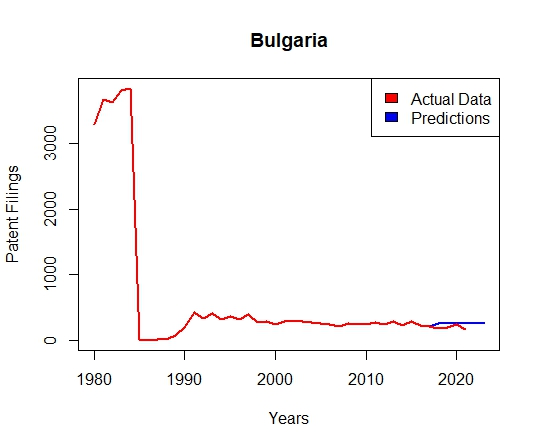 Bulgaria
Actual Data
Predictions
Patent Filings
3000
2000
1000
0
1980 1990 2000 2010 2020
Years